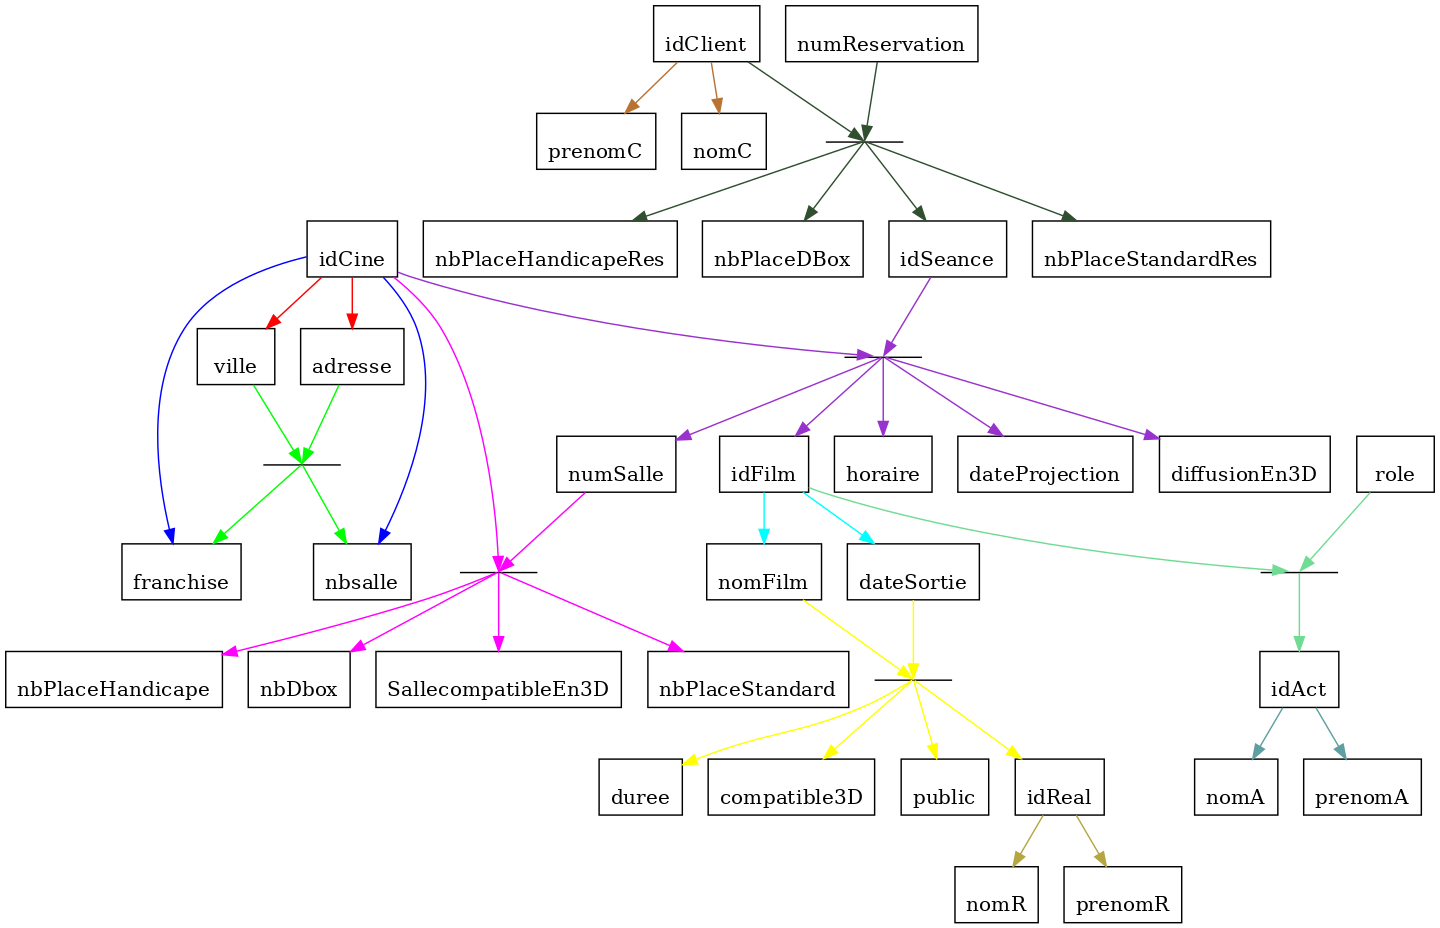 idClient
numReservation
prenomC
nomC
idCine
nbPlaceHandicapeRes
nbPlaceDBox
idSeance
nbPlaceStandardRes
ville
adresse
numSalle
idFilm
horaire
dateProjection
diffusionEn3D
role
franchise
nbsalle
nomFilm
dateSortie
nbPlaceHandicape
nbDbox
SallecompatibleEn3D
nbPlaceStandard
idAct
duree
compatible3D
public
idReal
nomA
prenomA
nomR
prenomR